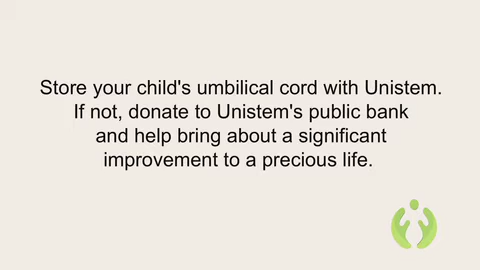 Store your child's umbilical cord with Unistem.
If not, donate to Unistem's public bank
and help bring about a significant
improvement to a precious life.